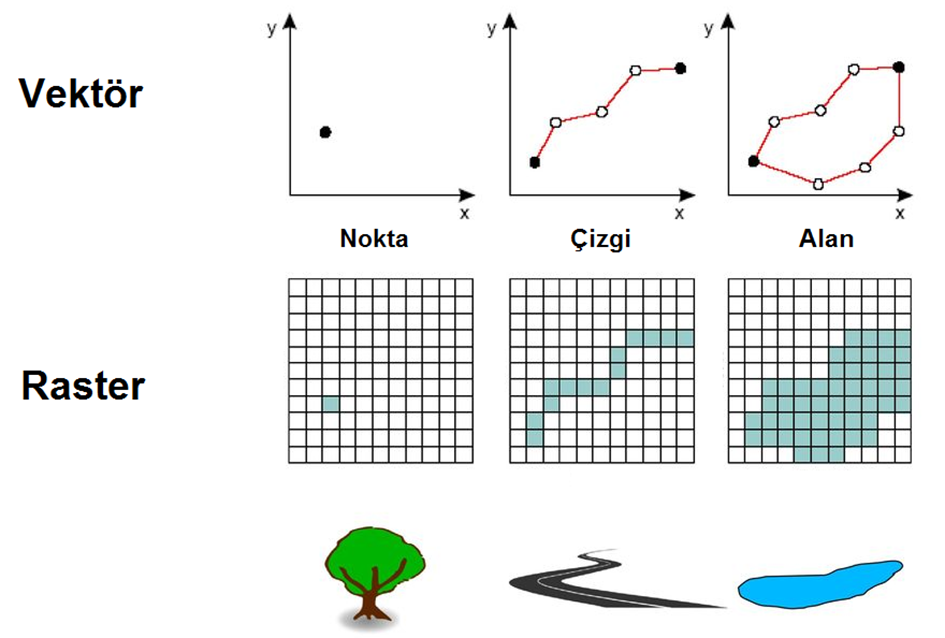 y
y
y
Vektör
x
x
x
Nokta
Çizgi
Alan
Raster